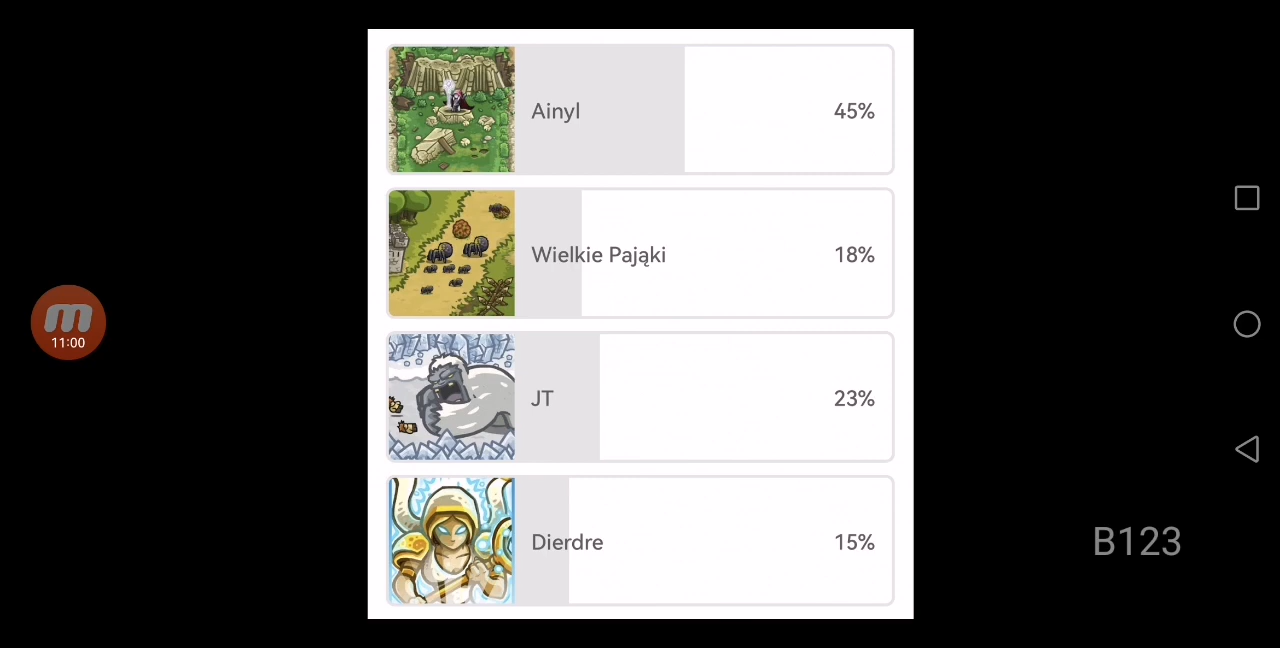 Ainyl 45%
Wielkie Pająki 18%
m
11:00
JT 23%
Dierdre 15%
B123